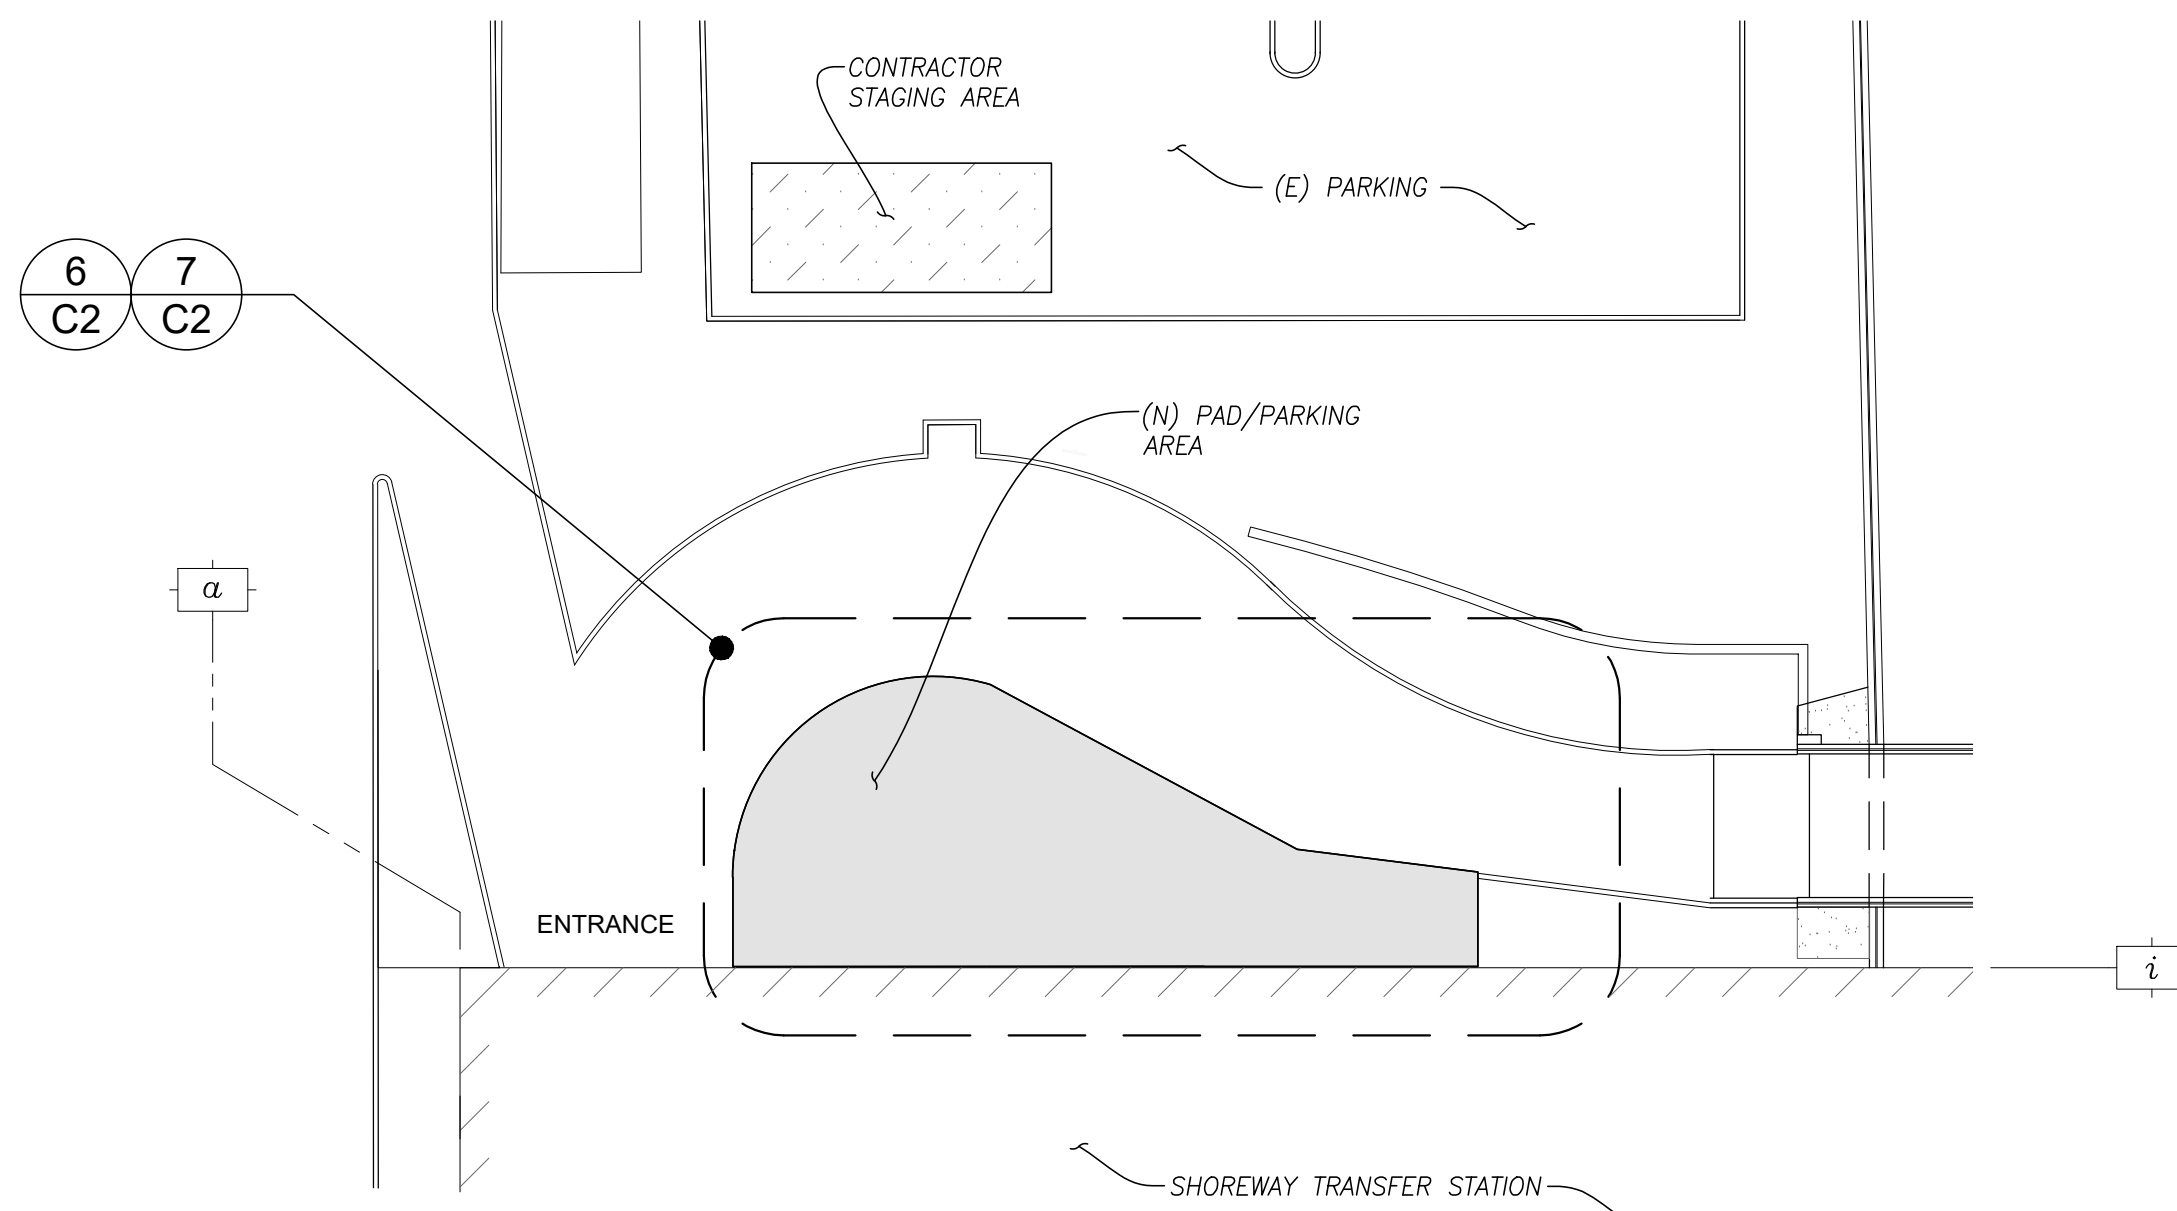 CONTRACTOR
STAGING AREA
(E) PARKING
6
C2
7
C2
(N) PAD/PARKING
AREA
a
ENTRANCE
i
SHOREWAY TRANSFER STATION